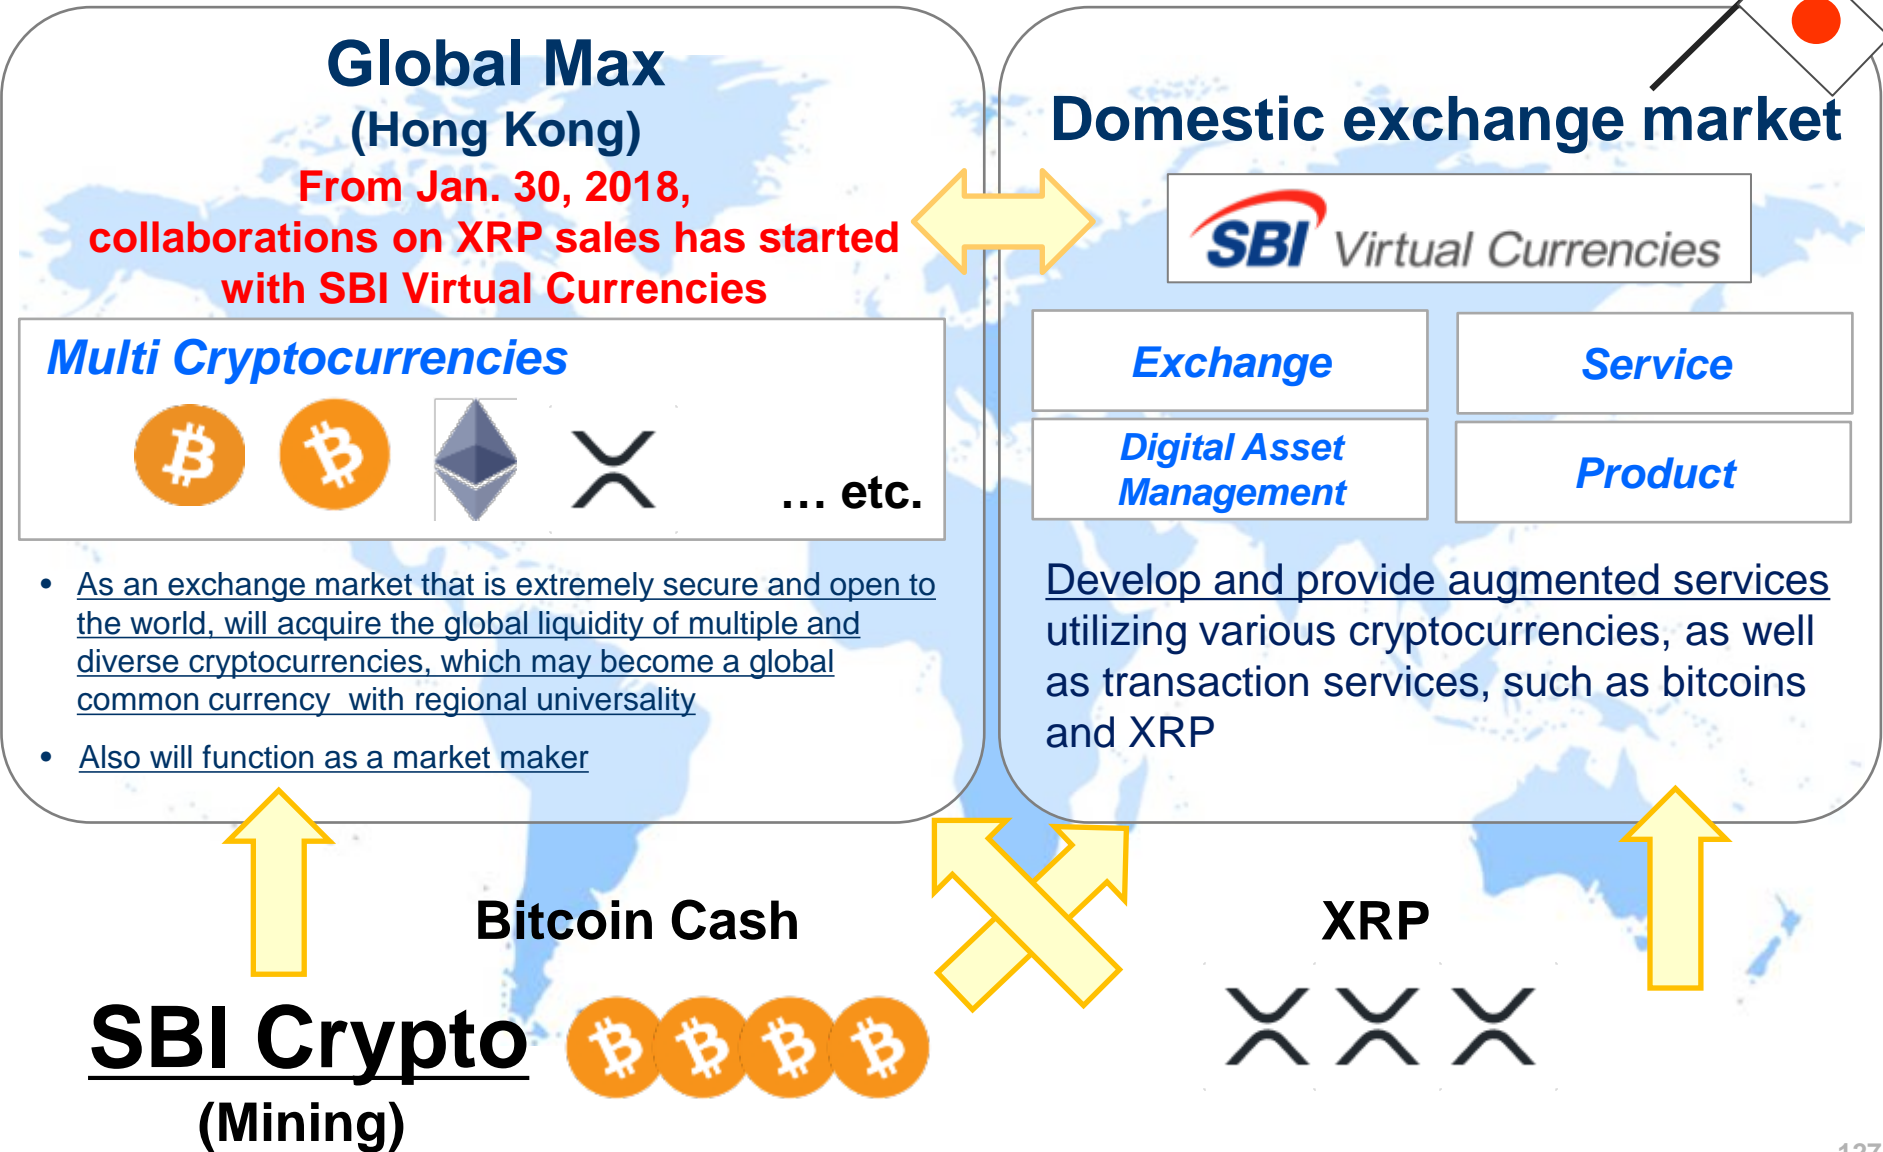 Global Max
(Hong Kong)
From Jan. 30, 2018,
collaborations on XRP sales has started
with SBI Virtual Currencies
Multi Cryptocurrencies
… etc.
• As an exchange market that is extremely secure and open to
the world, will acquire the global liquidity of multiple and
diverse cryptocurrencies, which may become a global
common currency  with regional universality
• Also will function as a market maker
Domestic exchange market
SBI Virtual Currencies
Exchange
Service
Digital Asset
Management
Product
Develop and provide augmented services
utilizing various cryptocurrencies, as well
as transaction services, such as bitcoins
and XRP
Bitcoin Cash
XRP
SBI Crypto
(Mining)
127